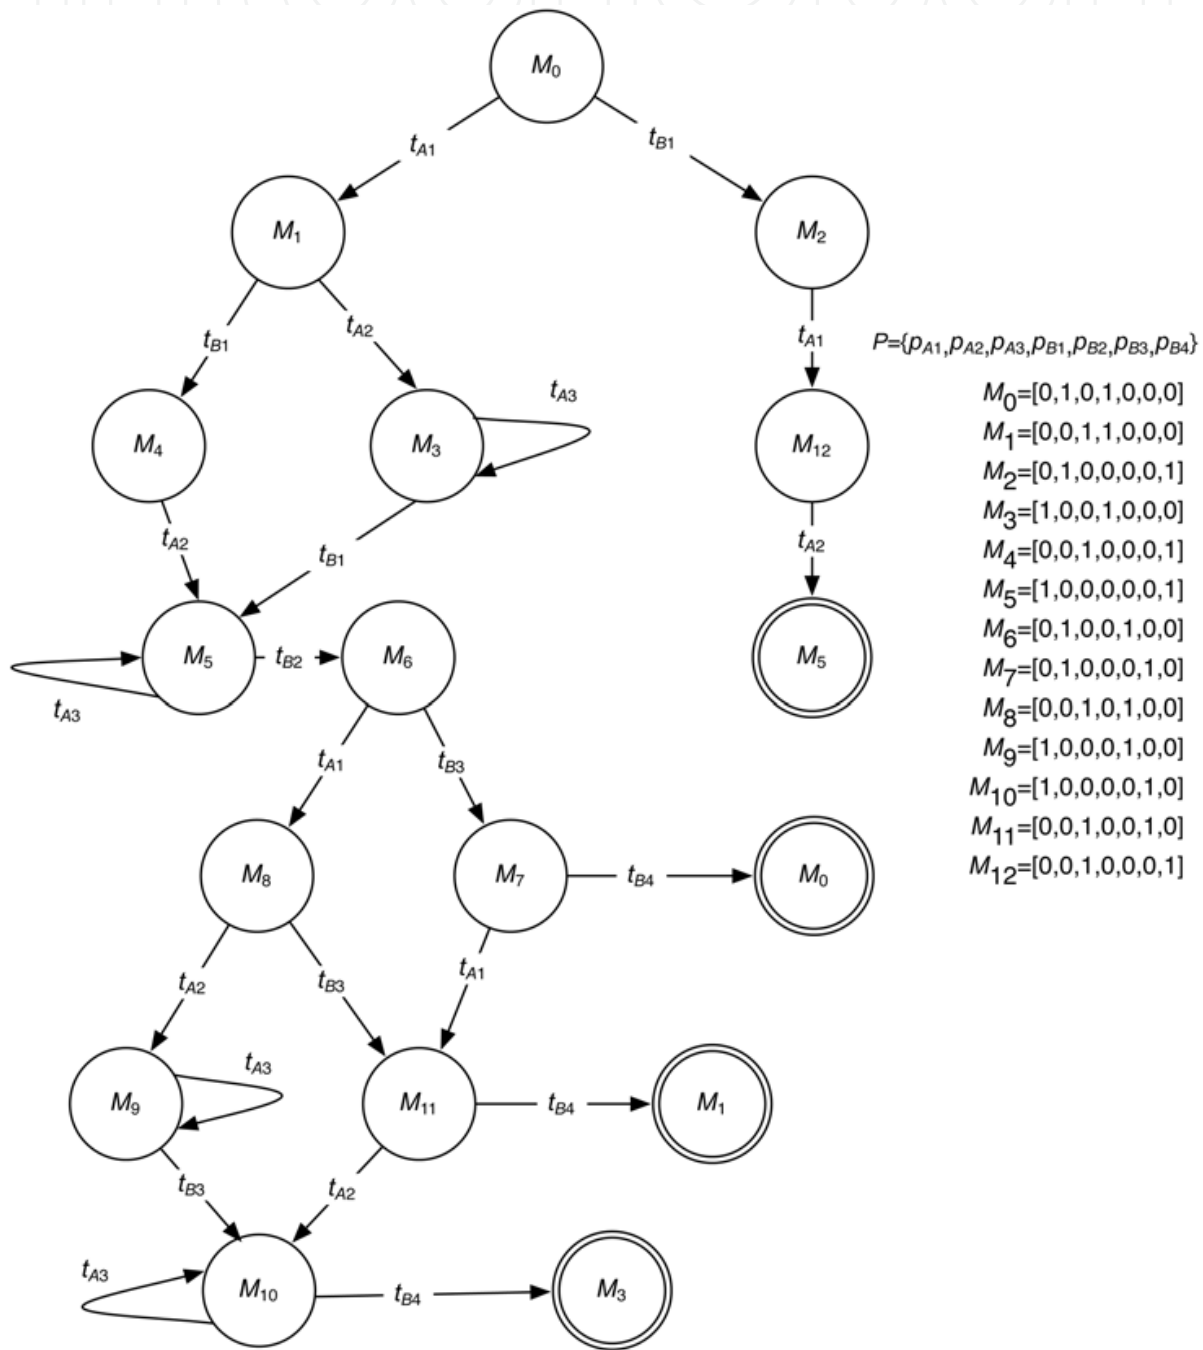 M0
tA1
tB1
M1
M2
tB1
tA2
tA1
P={pA1,pA2,pA3,pB1,pB2,pB3,pB4}
M0=[0,1,0,1,0,0,0]
tA3
M1=[0,0,1,1,0,0,0]
M4
M3
M12
M2=[0,1,0,0,0,0,1]
M3=[1,0,0,1,0,0,0]
tA2
tB1
tA2
M4=[0,0,1,0,0,0,1]
M5=[1,0,0,0,0,0,1]
M6=[0,1,0,0,1,0,0]
M5
tB2
M6
M5
M7=[0,1,0,0,0,1,0]
tA3
M8=[0,0,1,0,1,0,0]
M9=[1,0,0,0,1,0,0]
tA1
tB3
M10=[1,0,0,0,0,1,0]
M11=[0,0,1,0,0,1,0]
M12=[0,0,1,0,0,0,1]
M8
M7
tB4
M0
tA2
tB3
tA1
tA3
M9
M11
tB4
M1
tB3
tA2
tA3
M10
tB4
M3